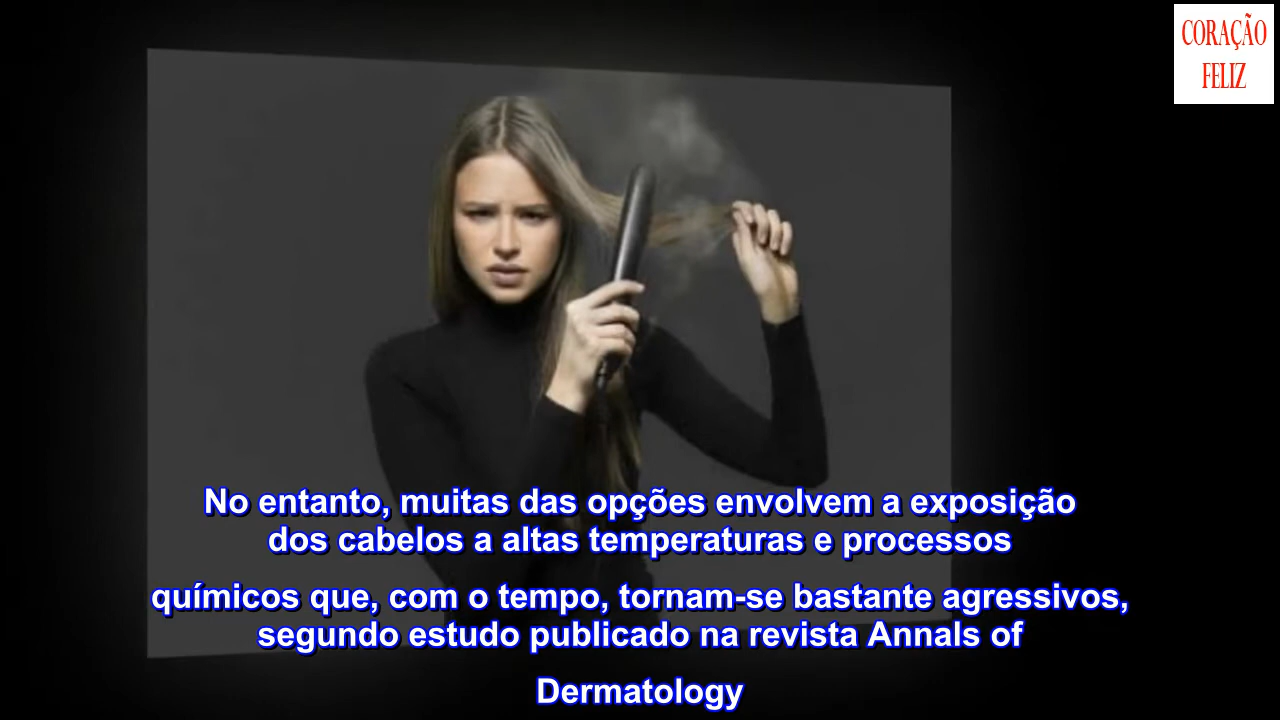 CORAÇÃO
FELIZ
No entanto, muitas das opções envolvem a exposição
dos cabelos a altas temperaturas e processos
químicos que, com o tempo, tornam-se bastante agressivos,
segundo estudo publicado na revista Annals of
Dermatology